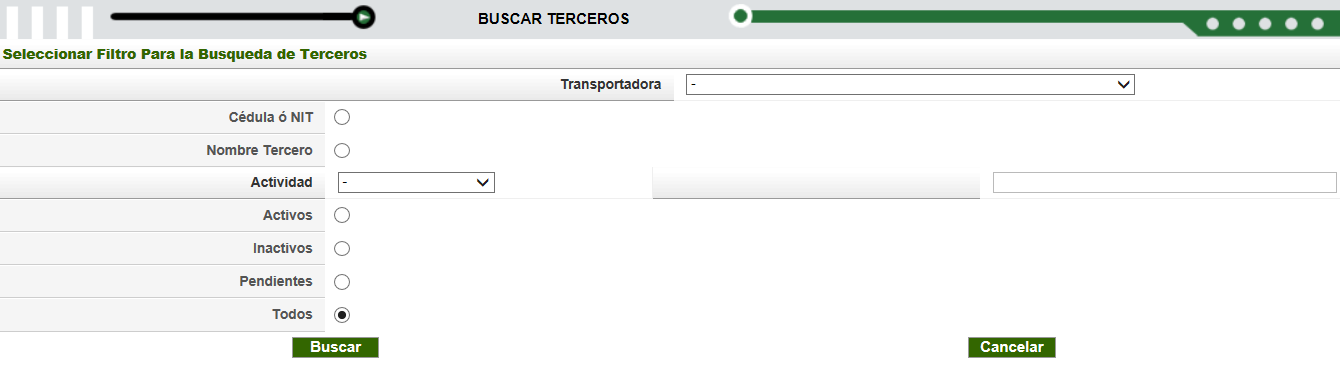 BUSCAR TERCEROS
Seleccionar Filtro Para la Busqueda de Terceros
Transportadora -
Cédula ó NIT
Nombre Tercero
Actividad -
Activos
Inactivos
Pendientes
Todos
Buscar Cancelar